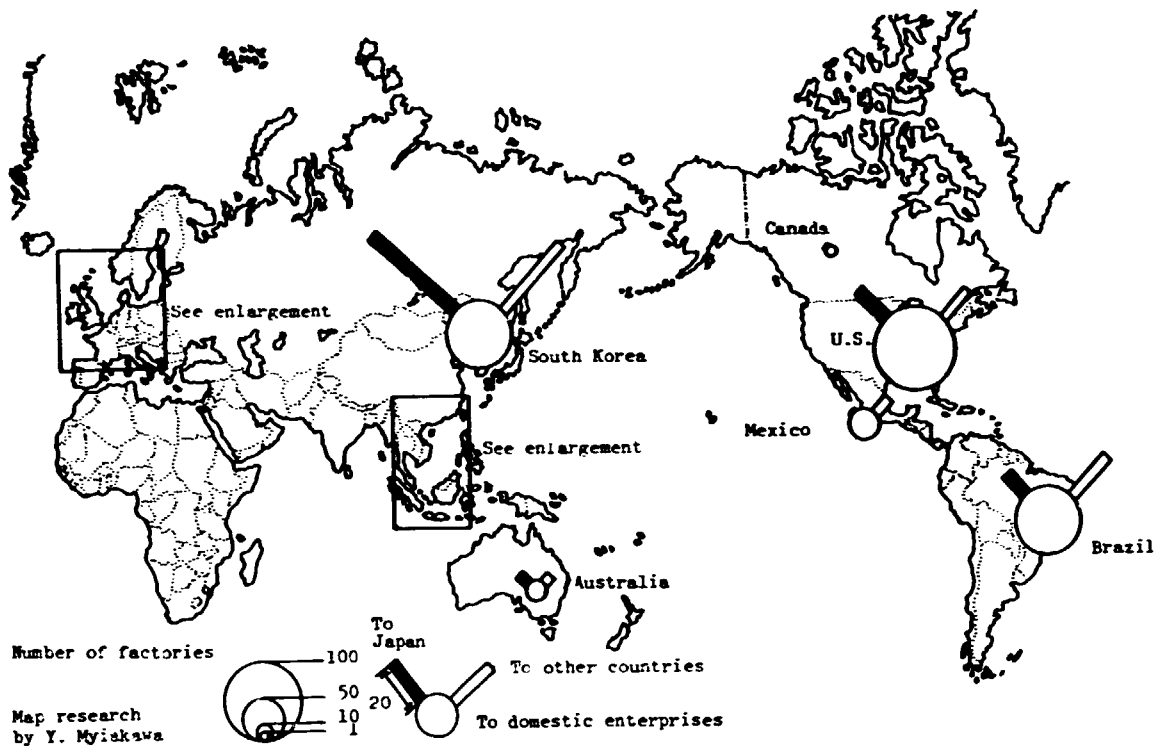 Canada
See enlargement
U.S.
South Korea
Mexico
See enlargement
Brazil
Australia
To
Japan
Number of factories
100
To other countries
50
20
10
1
Map research
by Y. Myiakawa
To domestic enterprises